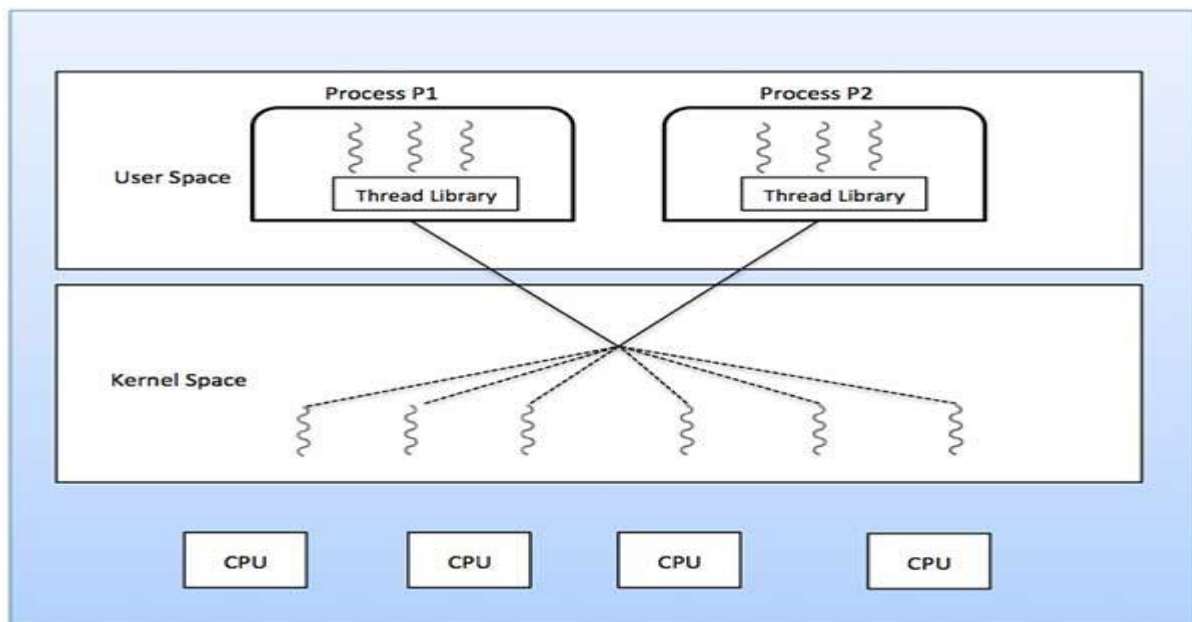 Process P1
Process P2
User Space
Thread Library
Thread Library
Kernel Space
CPU
CPU
CPU
CPU